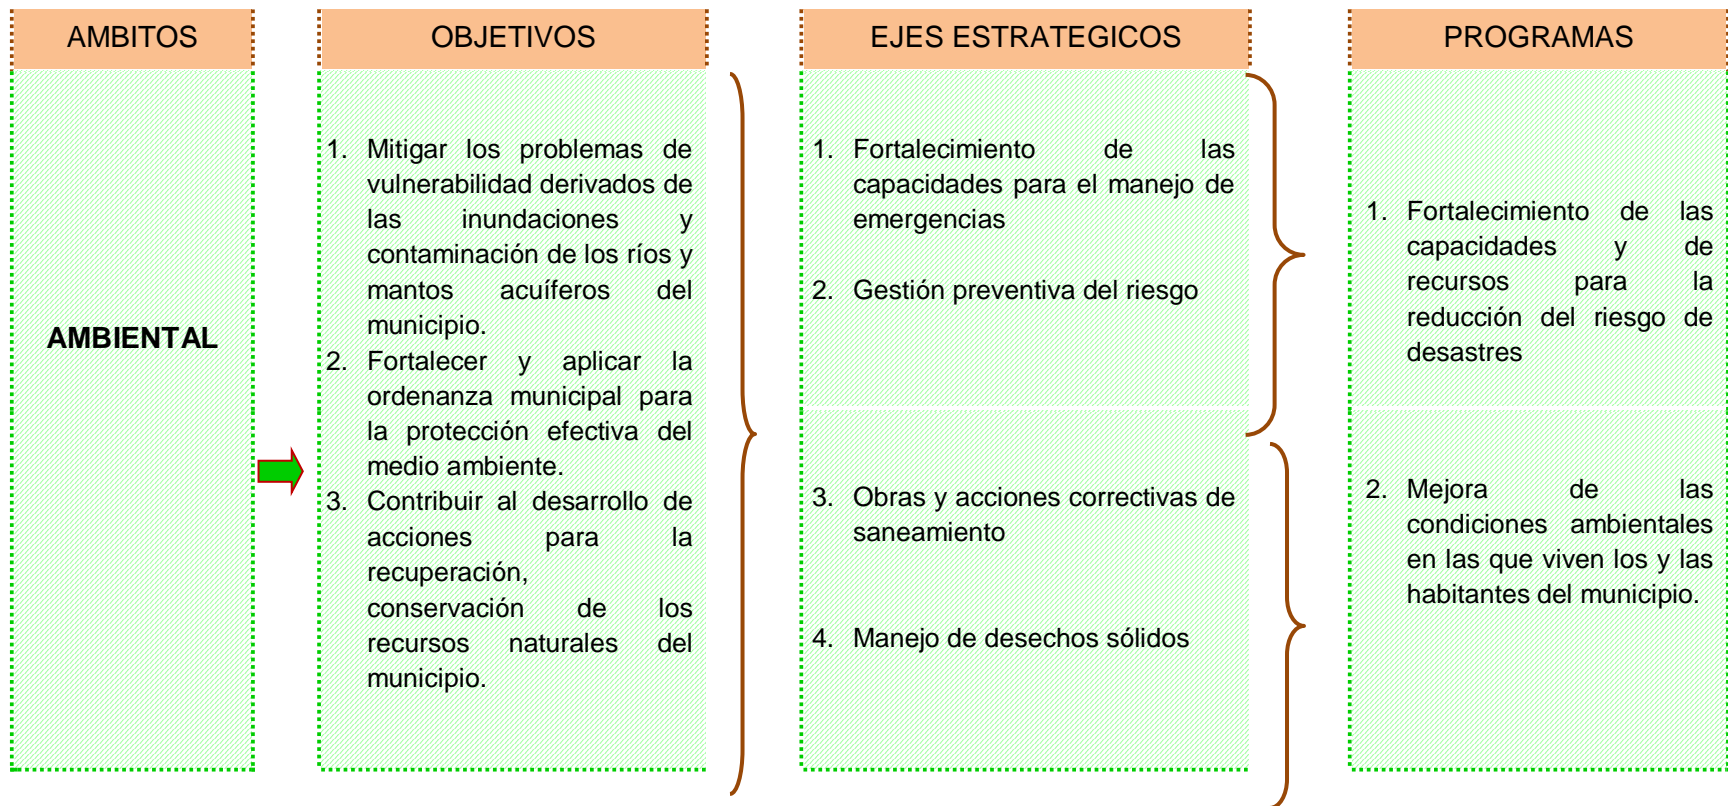 AMBITOS
OBJETIVOS
EJES ESTRATEGICOS
PROGRAMAS
AMBIENTAL
1. Mitigar los problemas de
vulnerabilidad derivados de
las inundaciones y
contaminación de los ríos y
mantos acuíferos del
municipio.
2. Fortalecer y aplicar la
ordenanza municipal para
la protección efectiva del
medio ambiente.
3. Contribuir al desarrollo de
acciones para la
recuperación,
conservación de los
recursos naturales del
municipio.
1. Fortalecimiento de las
capacidades para el manejo de
emergencias
2. Gestión preventiva del riesgo
3. Obras y acciones correctivas de
saneamiento
4. Manejo de desechos sólidos
1. Fortalecimiento de las
capacidades y de
recursos para la
reducción del riesgo de
desastres
2. Mejora de las
condiciones ambientales
en las que viven los y las
habitantes del municipio.